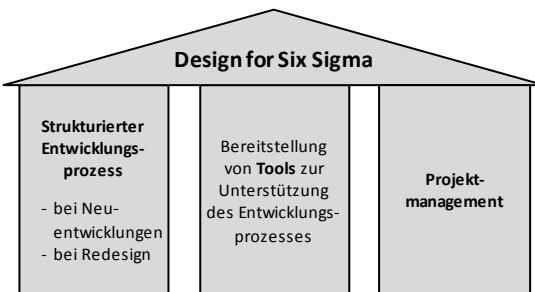 Design for Six Sigma
Strukturierter
Entwicklungs-
prozess
- bei Neu-
entwicklungen
- bei Redesign
Bereitstellung
von Tools zur
Unterstützung
des Entwicklungs-
prozesses
Projekt-
management